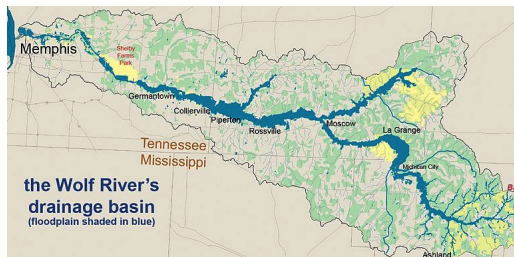 Memphis
Shelby
Farms
Park
Germantown
Collierville
Piperton
Rossville
Moscow
La Grange
Michigan City
Tennessee
Mississippi
the Wolf River's
drainage basin
(floodplain shaded in blue)
Ashland